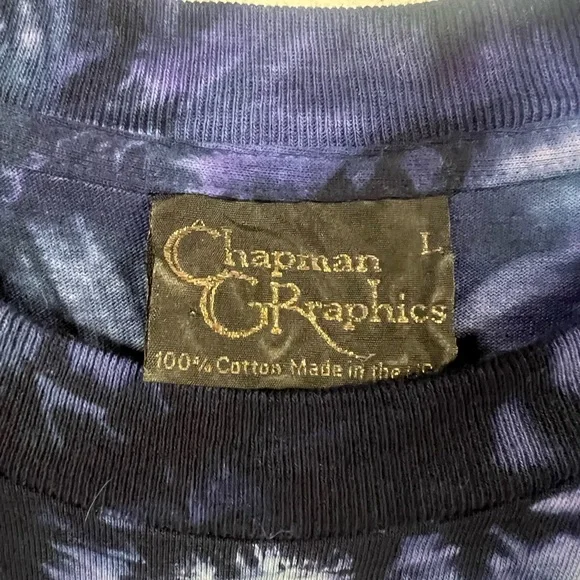 Chapman L
GRaphics
100% Cotton Made in the